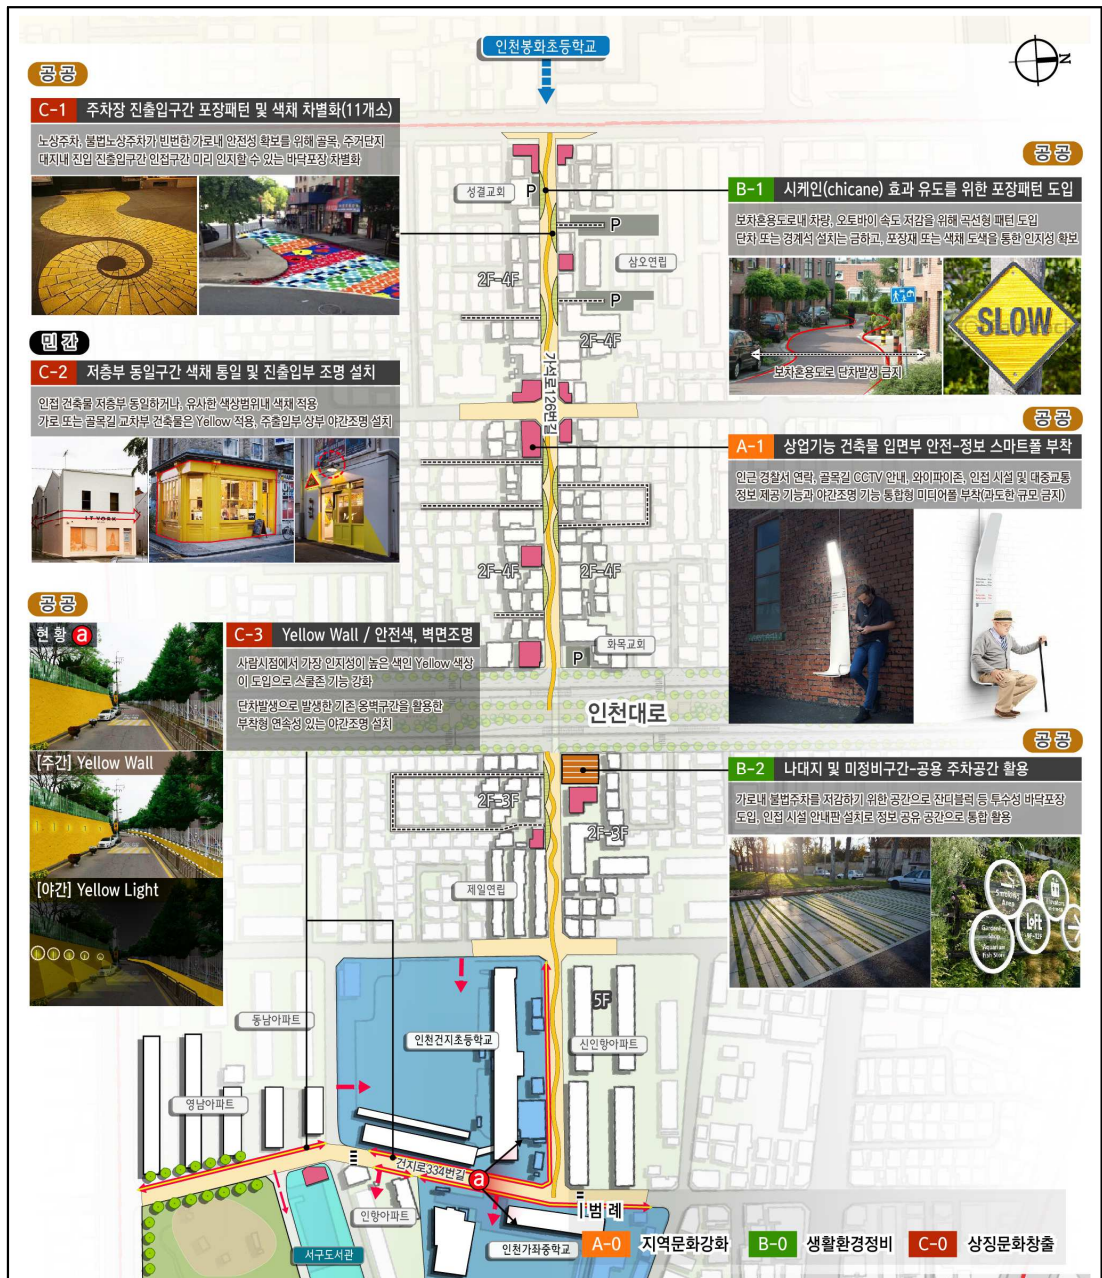 인천봉화초등학교
N
공공
C-1 주차장 진출입구간 포장패턴 및 색채 차별화(11개소)
노상주차, 불법노상주차가 빈번한 가로내 안전성 확보를 위해 골목, 주거단지
대지내 진입 진출입구간 인접구간 미리 인지할 수 있는 바닥포장 차별화
민간
C-2 저층부 동일구간 색채 통일 및 진출입부 조명 설치
인접 건축물 저층부 동일하거나, 유사한 색상범위내 색채 적용
가로 또는 골목길 교차부 건축물은 Yellow 적용, 주출입부 상부 야간조명 설치
LT YORK
공공
현황 a
C-3 Yellow Wall / 안전색, 벽면조명
사람시점에서 가장 인지성이 높은 색인 Yellow 색상
이 도입으로 스쿨존 기능 강화
단차발생으로 발생한 기존 옹벽구간을 활용한
부착형 연속성 있는 야간조명 설치
[주간] Yellow Wall
[야간] Yellow Light
공공
B-1 시케인(chicane) 효과 유도를 위한 포장패턴 도입
보차혼용도로내 차량, 오토바이 속도 저감을 위해 곡선형 패턴 도입
단차 또는 경계석 설치는 금하고, 포장재 또는 색채 도색을 통한 인지성 확보
보차혼용도로 단차발생 금지
SLOW
공공
A-1 상업기능 건축물 입면부 안전-정보 스마트폴 부착
인근 경찰서 연락, 골목길 CCTV 안내, 와이파이존, 인접 시설 및 대중교통
정보 제공 기능과 야간조명 기능 통합형 미디어폴 부착(과도한 규모 금지)
공공
B-2 나대지 및 미정비구간-공용 주차공간 활용
가로내 불법주차를 저감하기 위한 공간으로 잔디블럭 등 투수성 바닥포장
도입, 인접 시설 안내판 설치로 정보 공유 공간으로 통합 활용
Smoking
Area
Gardening
Shop
Aquarium
Fish Store
Loft
성결교회
P
P
삼오연립
2F-4F
P
2F-4F
가석로126번길
2F-4F
2F-4F
화목교회
P
인천대로
2F-3F
2F-3F
제일연립
5F
동남아파트
인천건지초등학교
신인항아파트
영남아파트
건지로334번길
a
인향아파트
서구도서관
인천가좌중학교
범례
A-0 지역문화강화
B-0 생활환경정비
C-0 상징문화창출